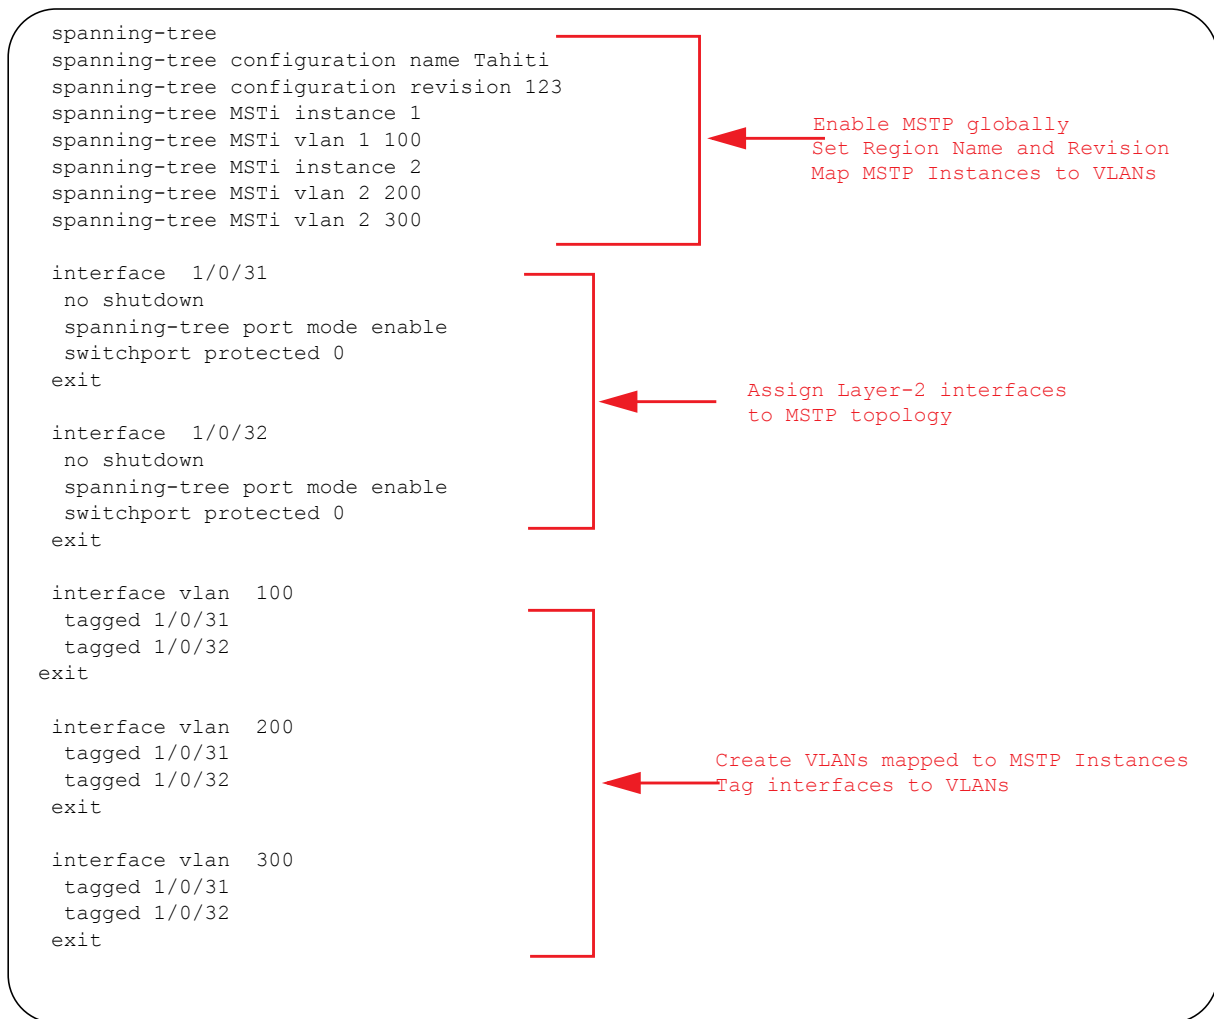 spanning-tree
spanning-tree configuration name Tahiti
spanning-tree configuration revision 123
spanning-tree MSTi instance 1
spanning-tree MSTi vlan 1 100
spanning-tree MSTi instance 2
spanning-tree MSTi vlan 2 200
spanning-tree MSTi vlan 2 300
Enable MSTP globally
Set Region Name and Revision
Map MSTP Instances to VLANs
interface  1/0/31
no shutdown
spanning-tree port mode enable
switchport protected 0
exit
interface  1/0/32
no shutdown
spanning-tree port mode enable
switchport protected 0
exit
Assign Layer-2 interfaces
to MSTP topology
interface vlan  100
tagged 1/0/31
tagged 1/0/32
exit
interface vlan  200
tagged 1/0/31
tagged 1/0/32
exit
interface vlan  300
tagged 1/0/31
tagged 1/0/32
exit
Create VLANs mapped to MSTP Instances
Tag interfaces to VLANs